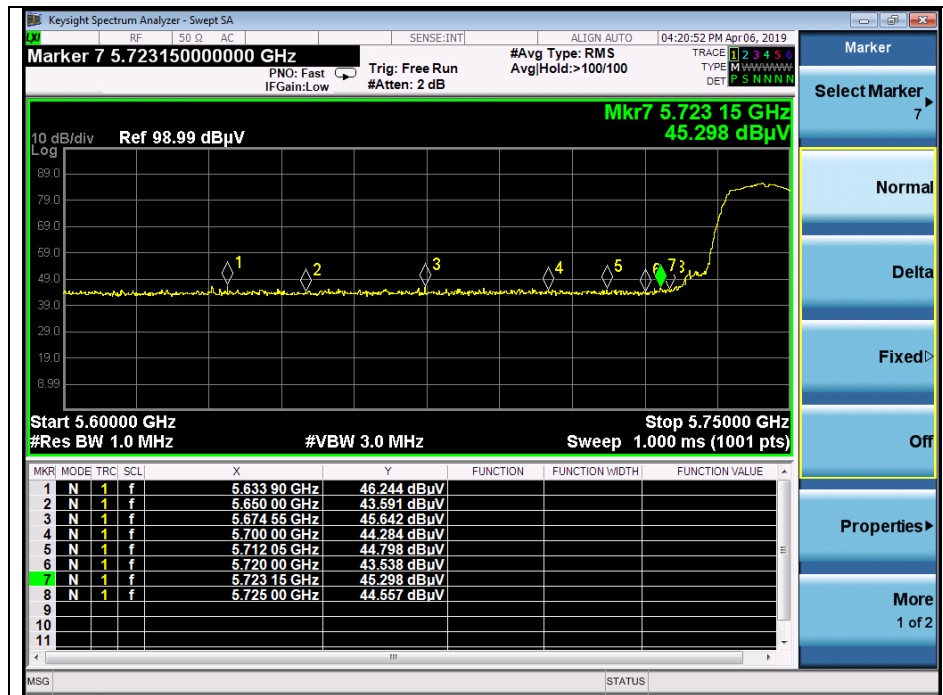 Keysight Spectrum Analyzer - Swept SA
LXI RF 50 Ω AC SENSE:INT ALIGN AUTO 04:20:52 PM Apr 06, 2019
Marker 7 5.723150000000 GHz
PNO: Fast
IFGain:Low
Trig: Free Run
#Atten: 2 dB
#Avg Type: RMS
Avg|Hold:>100/100
TRACE 1 2 3 4 5 6
TYPE M WWWWW
DET P S N N N N
Mkr7 5.723 15 GHz
45.298 dBµV
10 dB/div Ref 98.99 dBµV
Log
89.0
79.0
69.0
59.0
49.0
39.0
29.0
19.0
8.99
1 2 3 4 5 6 7
Start 5.60000 GHz Stop 5.75000 GHz
#Res BW 1.0 MHz #VBW 3.0 MHz Sweep 1.000 ms (1001 pts)
MKR MODE TRC SCL X Y FUNCTION FUNCTION WIDTH FUNCTION VALUE
1 N 1 f 5.633 90 GHz 46.244 dBµV
2 N 1 f 5.650 00 GHz 43.591 dBµV
3 N 1 f 5.674 55 GHz 45.642 dBµV
4 N 1 f 5.700 00 GHz 44.284 dBµV
5 N 1 f 5.712 05 GHz 44.798 dBµV
6 N 1 f 5.720 00 GHz 43.538 dBµV
7 N 1 f 5.723 15 GHz 45.298 dBµV
8 N 1 f 5.725 00 GHz 44.557 dBµV
9
10
11
MSG STATUS
Marker
Select Marker
7
Normal
Delta
Fixed
Off
Properties
More
1 of 2